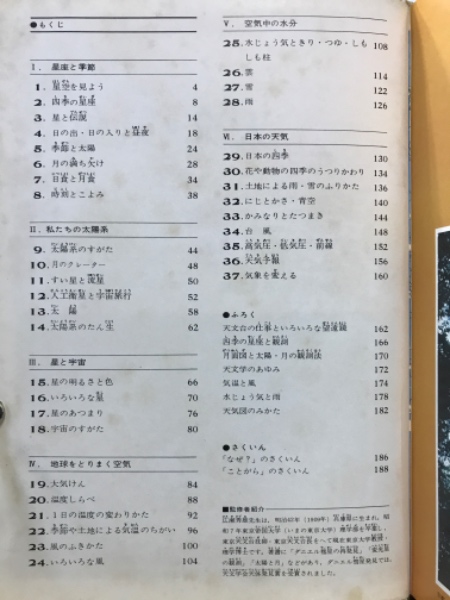 ●もくじ
Ⅰ. 星座と季節
1. 星空を見よう 4
2. 四季の星座 8
3. 星と伝説 14
4. 日の出・日の入りと昼夜 18
5. 季節と太陽 24
6. 月の満ち欠け 28
7. 日食と月食 34
8. 時刻とこよみ 38
Ⅱ. 私たちの太陽系
9. 太陽系のすがた 44
10. 月のクレーター 48
11. すい星と流星 50
12. 人工衛星と宇宙旅行 52
13. 太陽 58
14. 太陽系のたん生 62
Ⅲ. 星と宇宙
15. 星の明るさと色 66
16. いろいろな星 70
17. 星のあつまり 76
18. 宇宙のすがた 80
Ⅳ. 地球をとりまく空気
19. 大気けん 84
20. 温度しらべ 88
21. 1日の温度の変わりかた 92
22. 季節や土地による気温のちがい 96
23. 風のふきかた 100
24. いろいろな風 104
Ⅴ. 空気中の水分
25. 水じょう気ときり・つゆ・しも 108
しも柱
26. 雲 114
27. 雪 122
28. 雨 126
Ⅵ. 日本の天気
29. 日本の四季 130
30. 花や動物の四季のうつりかわり 134
31. 土地による雨・雪のふりかた 136
32. にじとかさ・青空 140
33. かみなりとたつまき 144
34. 台風 148
35. 高気圧・低気圧・前線 152
36. 天気予報 156
37. 気象を変える 160
●ふろく
天文台の仕事といろいろな望遠鏡 162
四季の星座と観測 166
月面図と太陽・月の観測法 170
天文学のあゆみ 172
気温と風 174
水じょう気と雨 178
天気図のみかた 182
●さくいん
「なぜ?」のさくいん 186
「ことがら」のさくいん 188
■監修者紹介